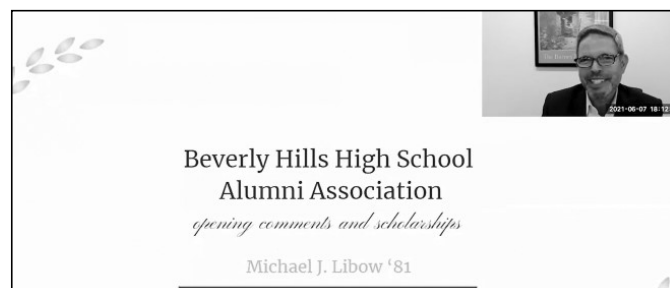 2021-06-07 18:12
Beverly Hills High School
Alumni Association
opening comments and scholarships
Michael J. Libow ‘81